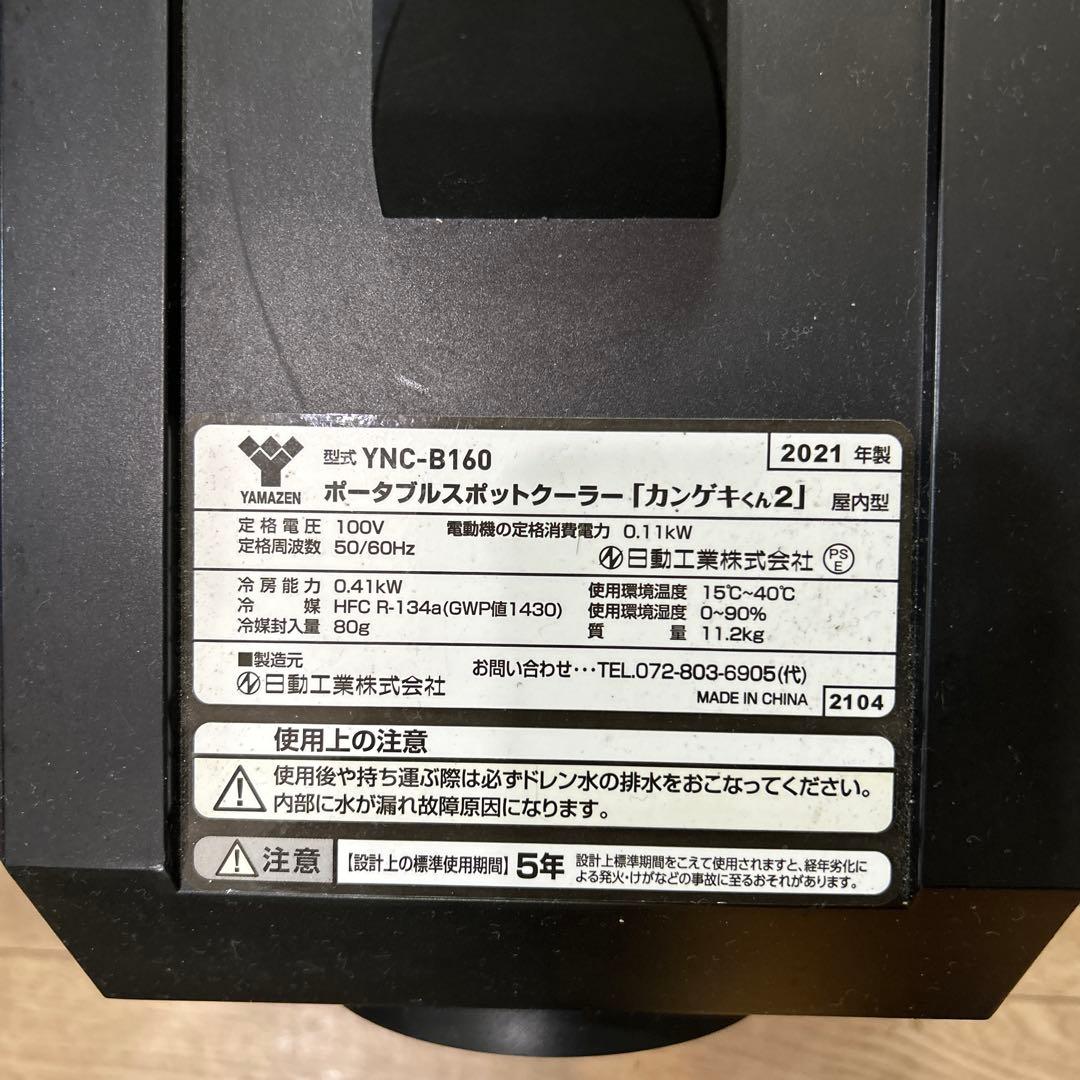 YAMAZEN
型式 YNC-B160
2021 年製
ポータブルスポットクーラー「カンゲキくん2」 屋内型
定格電圧 100V 電動機の定格消費電力 0.11kW
定格周波数 50/60Hz
日動工業株式会社 PSE
冷房能力 0.41kW 使用環境温度 15℃~40℃
冷媒 HFC R-134a(GWP値1430) 使用環境湿度 0~90%
冷媒封入量 80g 質量 11.2kg
■製造元 お問い合わせ・・・TEL.072-803-6905(代)
日動工業株式会社 MADE IN CHINA 2104
使用上の注意
使用後や持ち運ぶ際は必ずドレン水の排水をおこなってください。
内部に水が漏れ故障原因になります。
注意 【設計上の標準使用期間】 5年 設計上標準期間をこえて使用されますと、経年劣化に
よる発火・けがなどの事故に至るおそれがあります。